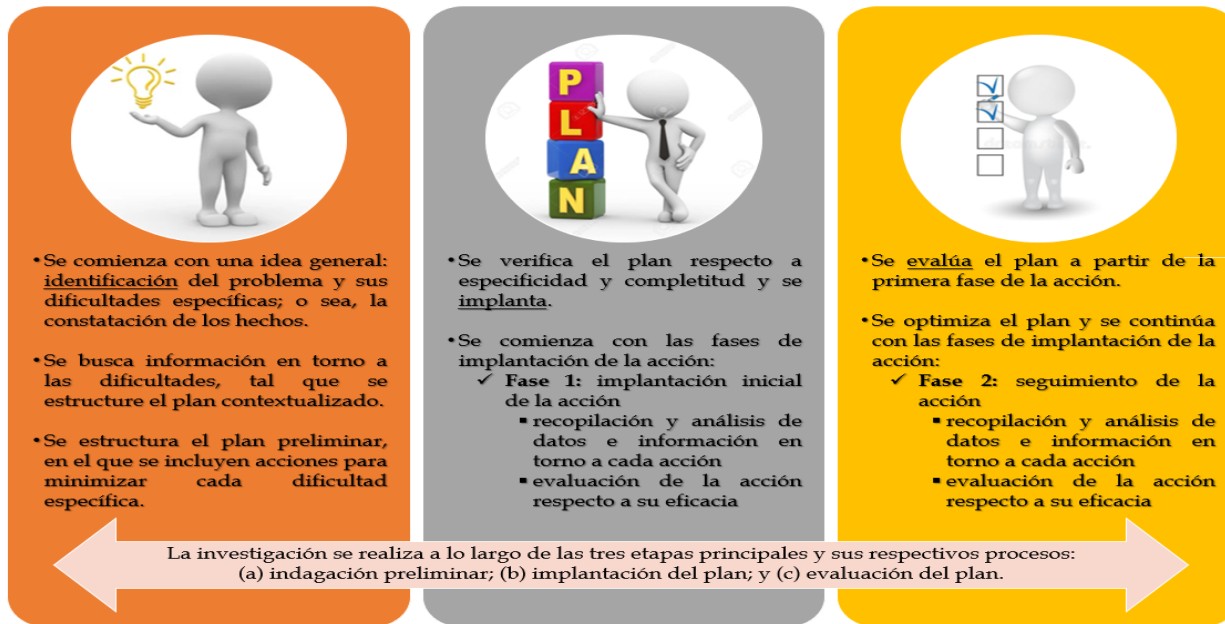 P
L
A
N
• Se comienza con una idea general:
identificación del problema y sus
dificultades específicas; o sea, la
constatación de los hechos.
• Se busca información en torno a
las dificultades, tal que se
estructure el plan contextualizado.
• Se estructura el plan preliminar,
en el que se incluyen acciones para
minimizar cada dificultad
específica.
• Se verifica el plan respecto a
especificidad y completitud y se
implanta.
• Se comienza con las fases de
implantación de la acción:
✓ Fase 1: implantación inicial
de la acción
▪ recopilación y análisis de
datos e información en
torno a cada acción
▪ evaluación de la acción
respecto a su eficacia
• Se evalúa el plan a partir de la
primera fase de la acción.
• Se optimiza el plan y se continúa
con las fases de implantación de la
acción:
✓ Fase 2: seguimiento de la
acción
▪ recopilación y análisis de
datos e información en
torno a cada acción
▪ evaluación de la acción
respecto a su eficacia
La investigación se realiza a lo largo de las tres etapas principales y sus respectivos procesos:
(a) indagación preliminar; (b) implantación del plan; y (c) evaluación del plan.